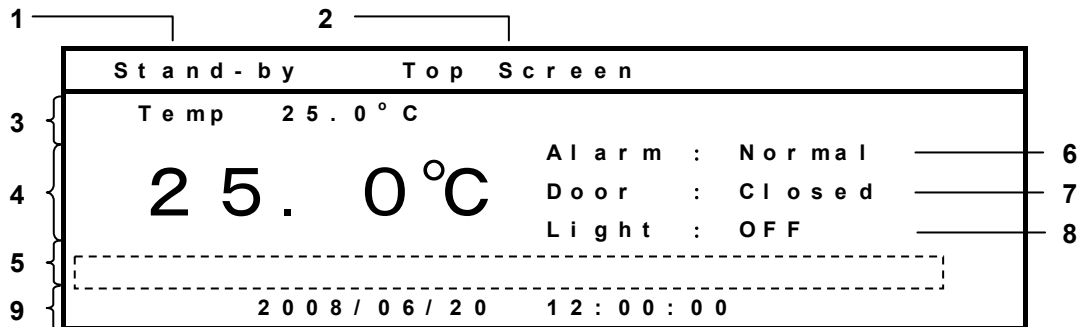 1 2
Stand-by Top Screen
3 Temp 25.0°C
Alarm : Normal 6
4 25. 0℃ Door : Closed 7
Light : OFF 8
5
9 2008/06/20 12:00:00